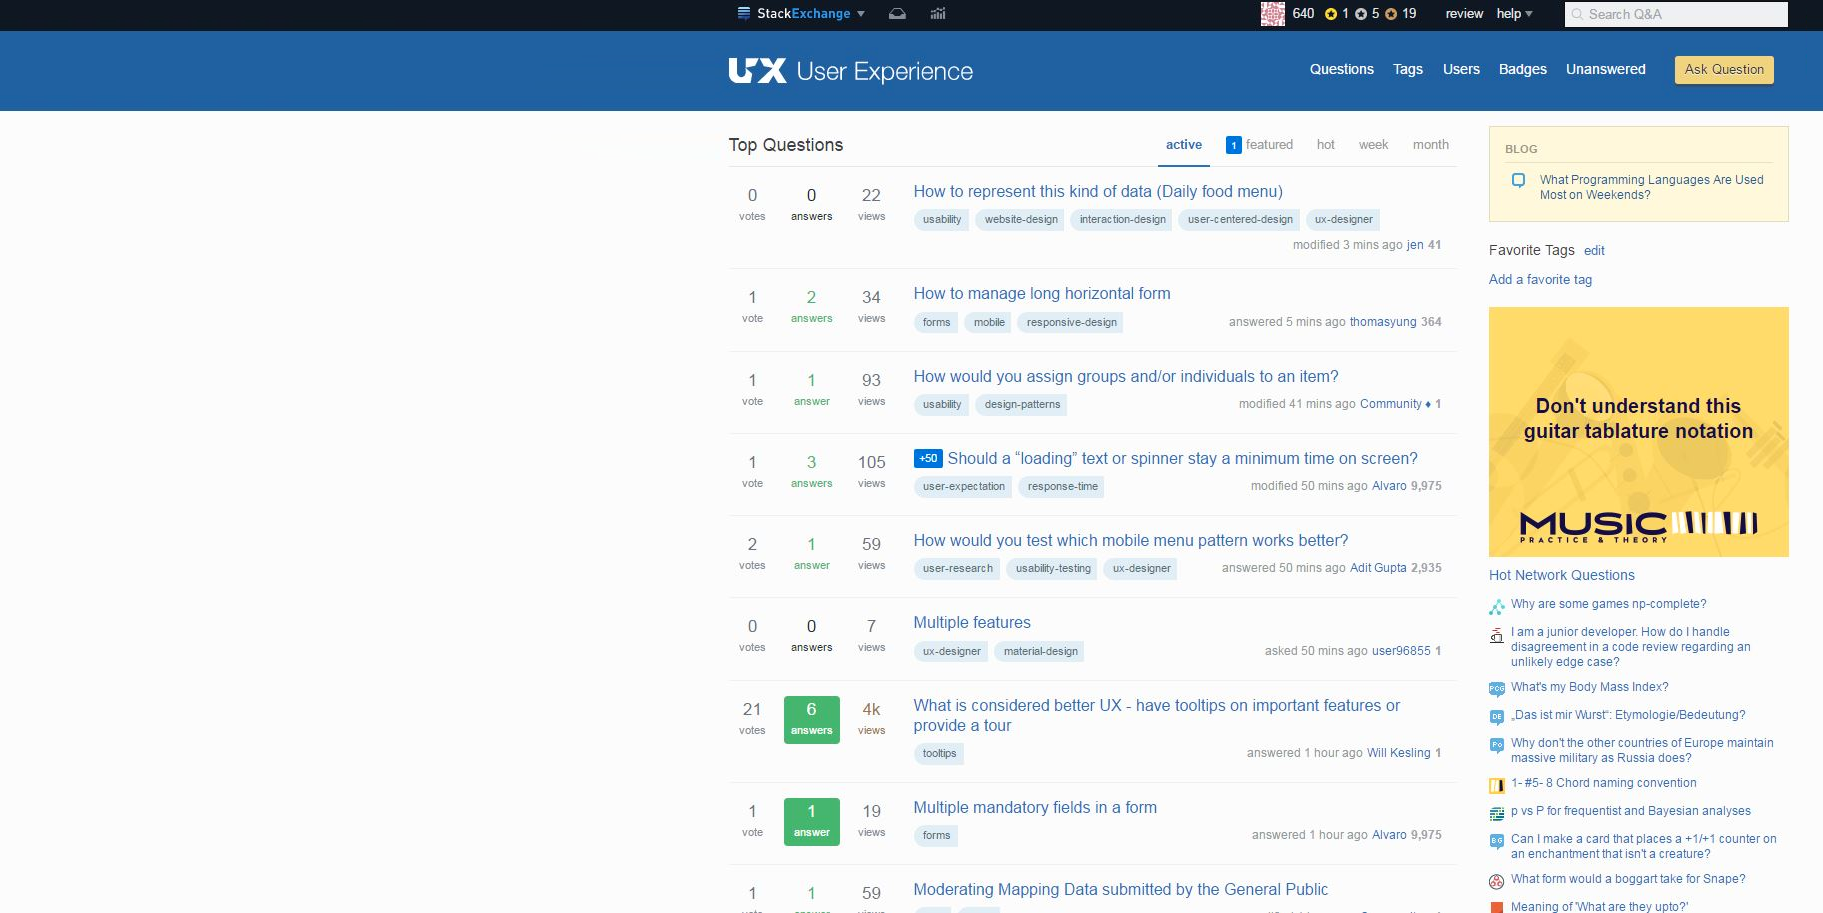 StackExchange
640 1 5 19 review help Search Q&A
UX User Experience
Questions Tags Users Badges Unanswered Ask Question
Top Questions
active 1 featured hot week month
0 votes 0 answers 22 views
How to represent this kind of data (Daily food menu)
usability website-design interaction-design user-centered-design ux-designer
modified 3 mins ago jen 41
1 vote 2 answers 34 views
How to manage long horizontal form
forms mobile responsive-design
answered 5 mins ago thomasyung 364
1 vote 1 answer 93 views
How would you assign groups and/or individuals to an item?
usability design-patterns
modified 41 mins ago Community ♦ 1
1 vote 3 answers 105 views
+50 Should a “loading” text or spinner stay a minimum time on screen?
user-expectation response-time
modified 50 mins ago Alvaro 9,975
2 votes 1 answer 59 views
How would you test which mobile menu pattern works better?
user-research usability-testing ux-designer
answered 50 mins ago Adit Gupta 2,935
0 votes 0 answers 7 views
Multiple features
ux-designer material-design
asked 50 mins ago user96855 1
21 votes 6 answers 4k views
What is considered better UX - have tooltips on important features or
provide a tour
tooltips
answered 1 hour ago Will Kesling 1
1 vote 1 answer 19 views
Multiple mandatory fields in a form
forms
answered 1 hour ago Alvaro 9,975
1 1 59
Moderating Mapping Data submitted by the General Public
BLOG
What Programming Languages Are Used
Most on Weekends?
Favorite Tags edit
Add a favorite tag
Don't understand this
guitar tablature notation
MUSIC
PRACTICE & THEORY
Hot Network Questions
Why are some games np-complete?
I am a junior developer. How do I handle
disagreement in a code review regarding an
unlikely edge case?
PCG What's my Body Mass Index?
DE „Das ist mir Wurst“: Etymologie/Bedeutung?
Po Why don't the other countries of Europe maintain
massive military as Russia does?
1- #5- 8 Chord naming convention
p vs P for frequentist and Bayesian analyses
BG Can I make a card that places a +1/+1 counter on
an enchantment that isn't a creature?
What form would a boggart take for Snape?
Meaning of 'What are they upto?'